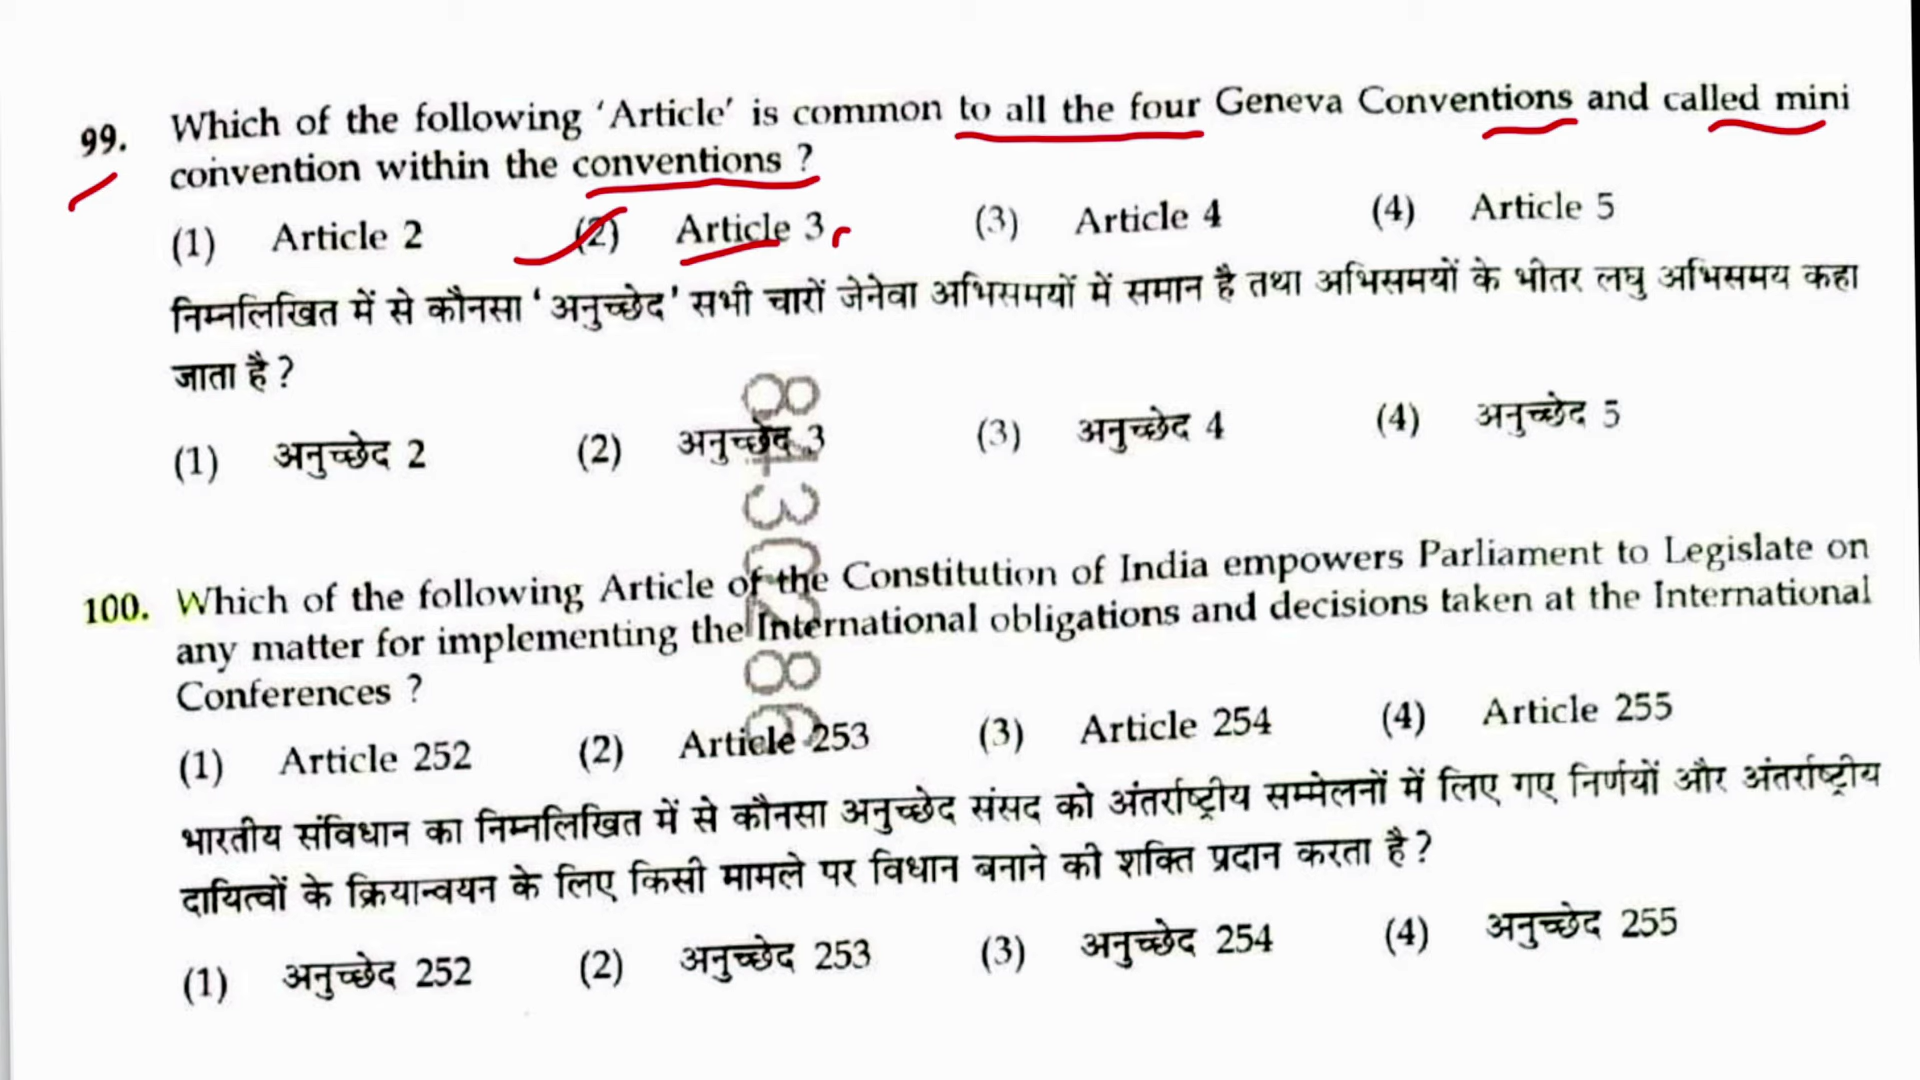 99. Which of the following 'Article' is common to all the four Geneva Conventions and called mini
convention within the conventions ?
(1) Article 2 (2) Article 3 (3) Article 4 (4) Article 5
निम्नलिखित में से कौनसा 'अनुच्छेद' सभी चारों जेनेवा अभिसमयों में समान है तथा अभिसमयों के भीतर लघु अभिसमय कहा
जाता है ?
(1) अनुच्छेद 2 (2) अनुच्छेद 3 (3) अनुच्छेद 4 (4) अनुच्छेद 5
100. Which of the following Article of the Constitution of India empowers Parliament to Legislate on
any matter for implementing the International obligations and decisions taken at the International
Conferences ?
(1) Article 252 (2) Article 253 (3) Article 254 (4) Article 255
भारतीय संविधान का निम्नलिखित में से कौनसा अनुच्छेद संसद को अंतर्राष्ट्रीय सम्मेलनों में लिए गए निर्णयों और अंतर्राष्ट्रीय
दायित्वों के क्रियान्वयन के लिए किसी मामले पर विधान बनाने की शक्ति प्रदान करता है ?
(1) अनुच्छेद 252 (2) अनुच्छेद 253 (3) अनुच्छेद 254 (4) अनुच्छेद 255